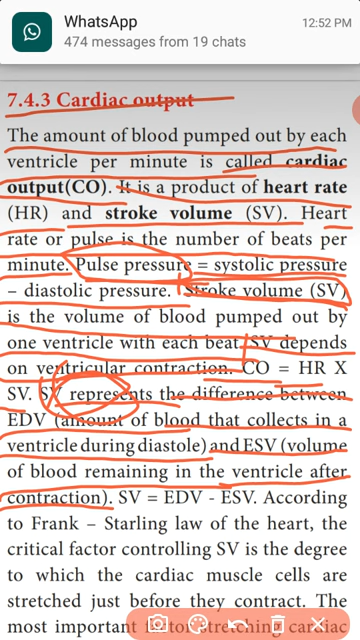 WhatsApp
12:52 PM
474 messages from 19 chats
7.4.3 Cardiac output
The amount of blood pumped out by each
ventricle per minute is called cardiac
output(CO). It is a product of heart rate
(HR) and stroke volume (SV). Heart
rate or pulse is the number of beats per
minute. Pulse pressure = systolic pressure
– diastolic pressure. Stroke volume (SV)
is the volume of blood pumped out by
one ventricle with each beat. SV depends
on ventricular contraction. CO = HR X
SV. SV represents the difference between
EDV (amount of blood that collects in a
ventricle during diastole) and ESV (volume
of blood remaining in the ventricle after
contraction). SV = EDV - ESV. According
to Frank – Starling law of the heart, the
critical factor controlling SV is the degree
to which the cardiac muscle cells are
stretched just before they contract. The
most important factor stretching cardiac